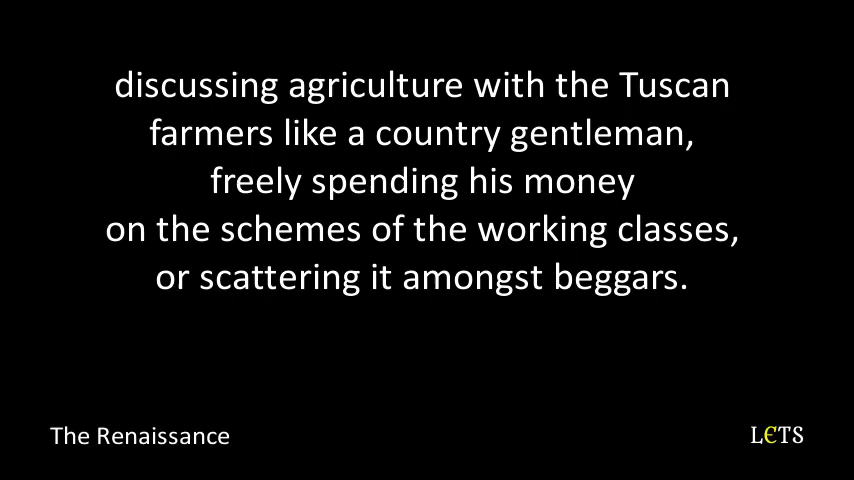 discussing agriculture with the Tuscan
farmers like a country gentleman,
freely spending his money
on the schemes of the working classes,
or scattering it amongst beggars.
The Renaissance
LЄTS